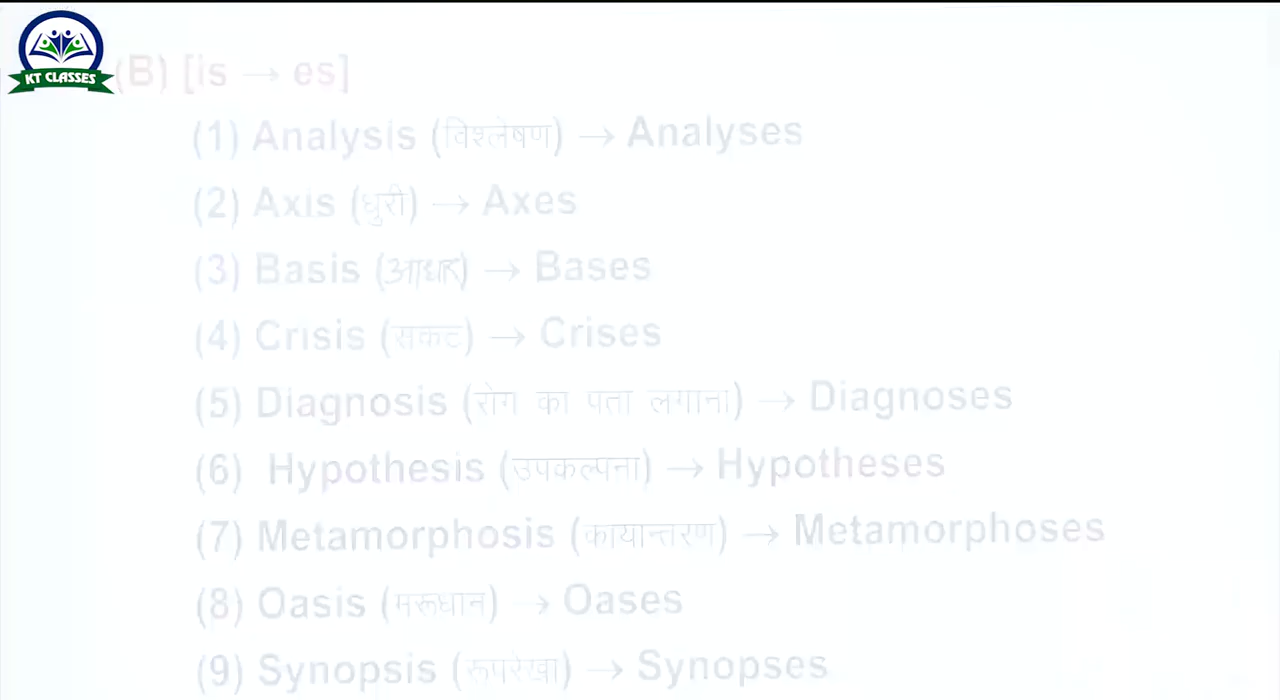 KT CLASSES
(B) [is → es]
(1) Analysis (विश्लेषण) → Analyses
(2) Axis (धुरी) → Axes
(3) Basis (आधार) → Bases
(4) Crisis (सकट) → Crises
(5) Diagnosis (रोग का पता लगाना) → Diagnoses
(6) Hypothesis (उपकल्पना) → Hypotheses
(7) Metamorphosis (कायान्तरण) → Metamorphoses
(8) Oasis (मरूधान) → Oases
(9) Synopsis (रूपरेखा) → Synopses